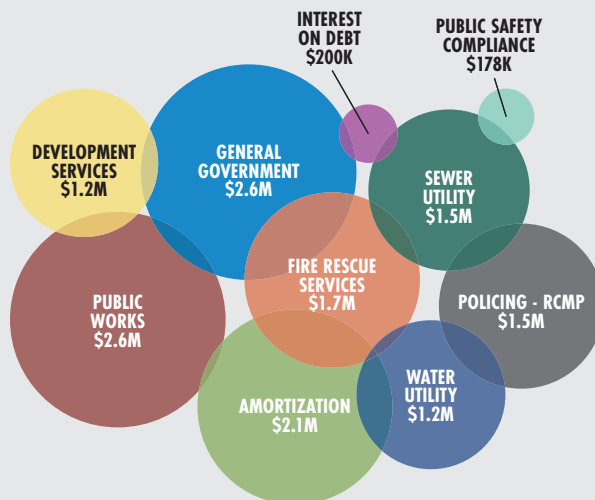 INTEREST
ON DEBT
$200K
PUBLIC SAFETY
COMPLIANCE
$178K
DEVELOPMENT
SERVICES
$1.2M
GENERAL
GOVERNMENT
$2.6M
SEWER
UTILITY
$1.5M
FIRE RESCUE
SERVICES
$1.7M
PUBLIC
WORKS
$2.6M
POLICING - RCMP
$1.5M
AMORTIZATION
$2.1M
WATER
UTILITY
$1.2M